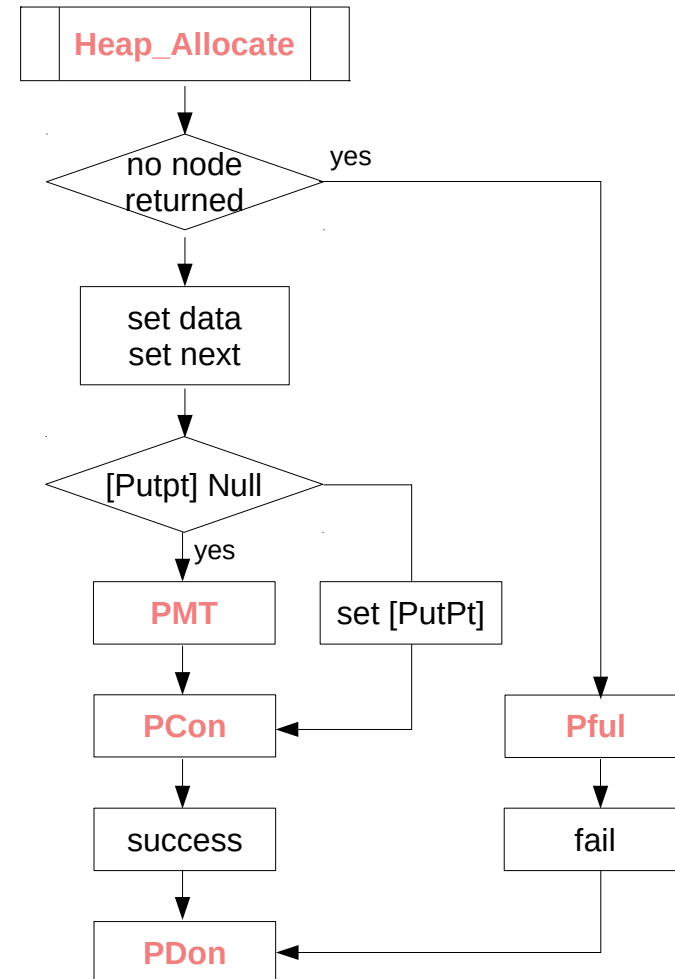 Heap_Allocate
no node
returned
yes
set data
set next
[Putpt] Null
yes
PMT
set [PutPt]
PCon
Pful
success
fail
PDon